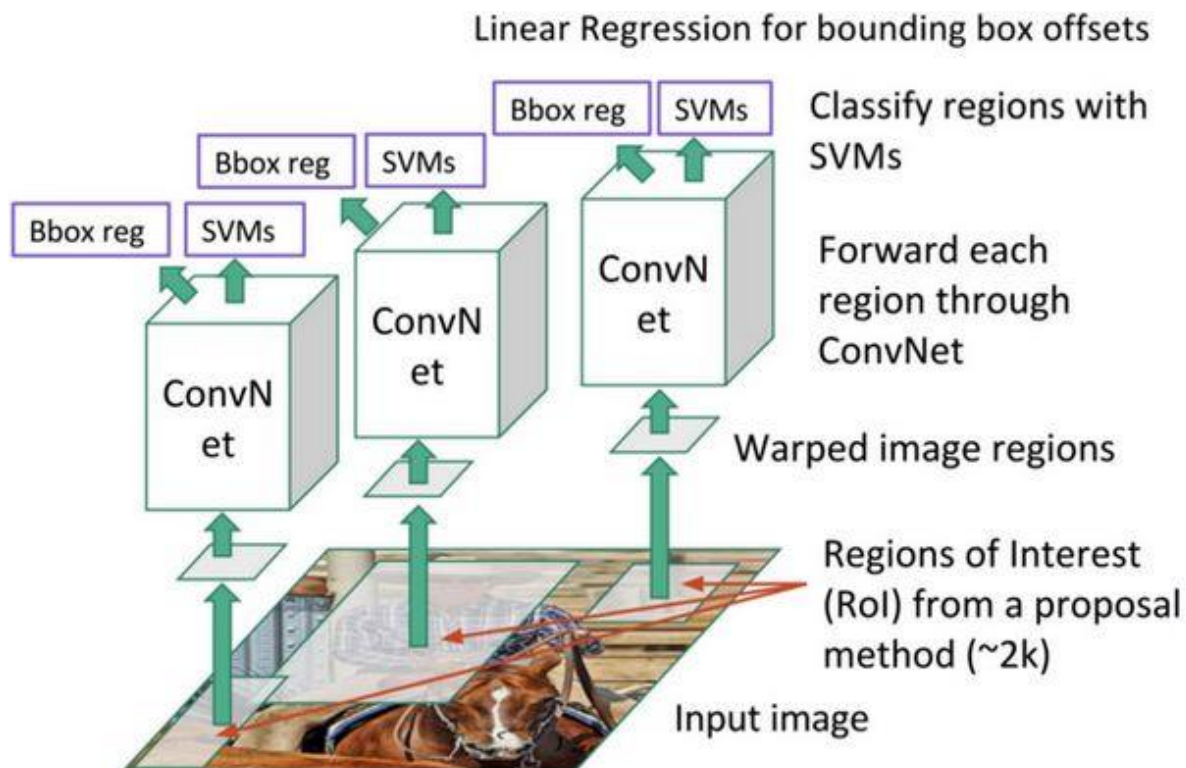 Linear Regression for bounding box offsets
Bbox reg
SVMs
Classify regions with
SVMs
Bbox reg
SVMs
Bbox reg
SVMs
ConvN
et
Forward each
region through
ConvNet
ConvN
et
ConvN
et
Warped image regions
Regions of Interest
(RoI) from a proposal
method (~2k)
Input image